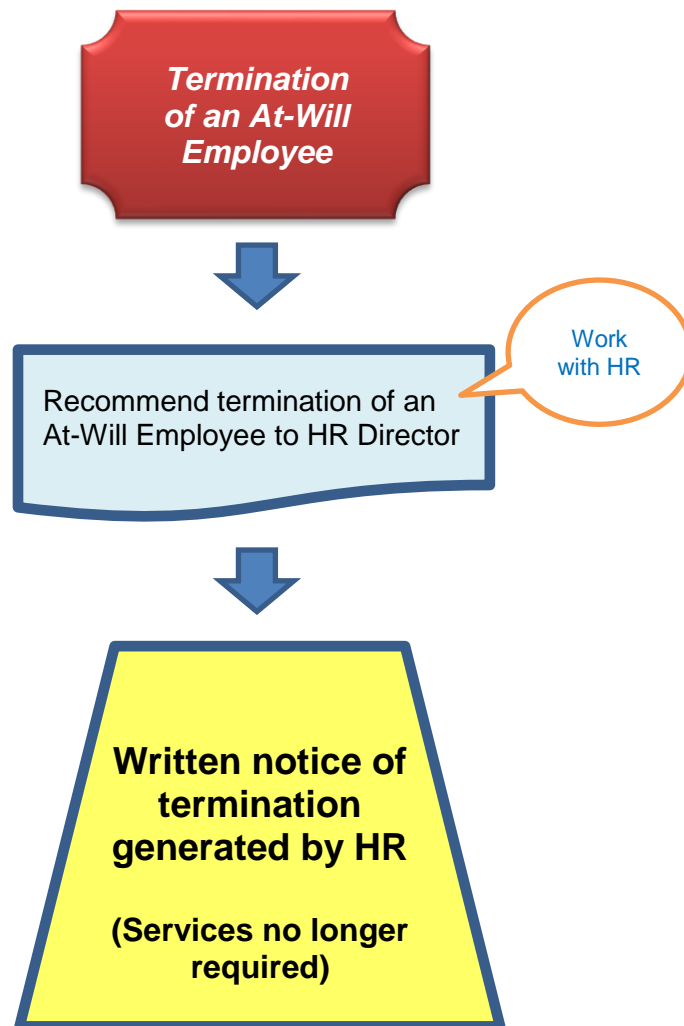 Termination
of an At-Will
Employee
Work
with HR
Recommend termination of an
At-Will Employee to HR Director
Written notice of
termination
generated by HR
(Services no longer
required)